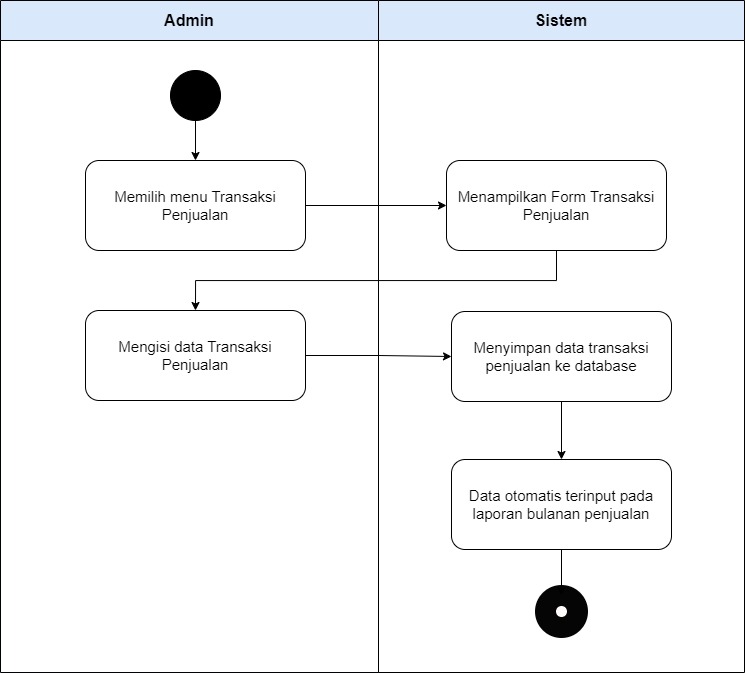 Admin
Sistem
Memilih menu Transaksi
Penjualan
Menampilkan Form Transaksi
Penjualan
Mengisi data Transaksi
Penjualan
Menyimpan data transaksi
penjualan ke database
Data otomatis terinput pada
laporan bulanan penjualan